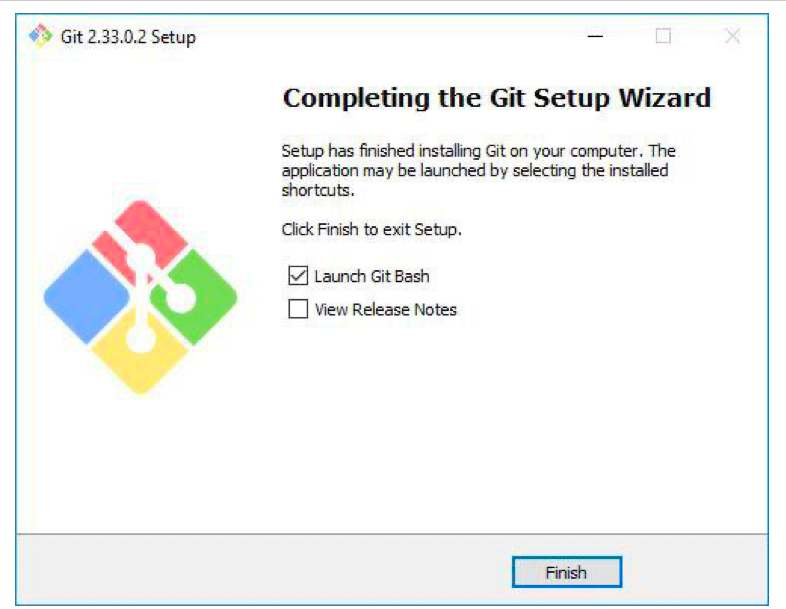 Git 2.33.0.2 Setup
Completing the Git Setup Wizard
Setup has finished installing Git on your computer. The
application may be launched by selecting the installed
shortcuts.
Click Finish to exit Setup.
Launch Git Bash
View Release Notes
Finish